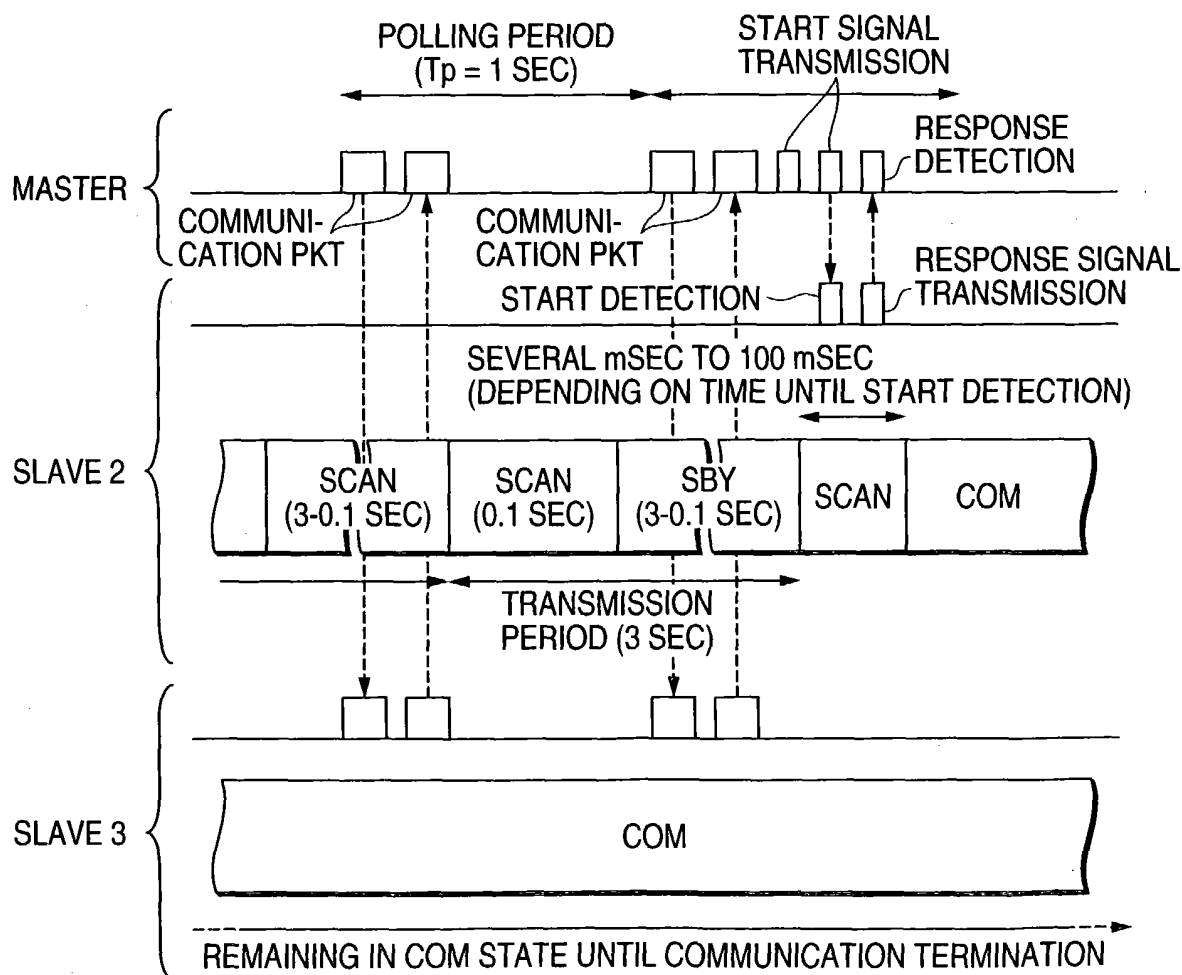 POLLING PERIOD
(Tp = 1 SEC)
START SIGNAL
TRANSMISSION
RESPONSE
DETECTION
MASTER
COMMUNI-
CATION PKT
COMMUNI-
CATION PKT
RESPONSE SIGNAL
TRANSMISSION
START DETECTION
SEVERAL mSEC TO 100 mSEC
(DEPENDING ON TIME UNTIL START DETECTION)
SLAVE 2
SCAN
(3-0.1 SEC)
SCAN
(0.1 SEC)
SBY
(3-0.1 SEC)
SCAN
COM
TRANSMISSION
PERIOD (3 SEC)
SLAVE 3
COM
REMAINING IN COM STATE UNTIL COMMUNICATION TERMINATION